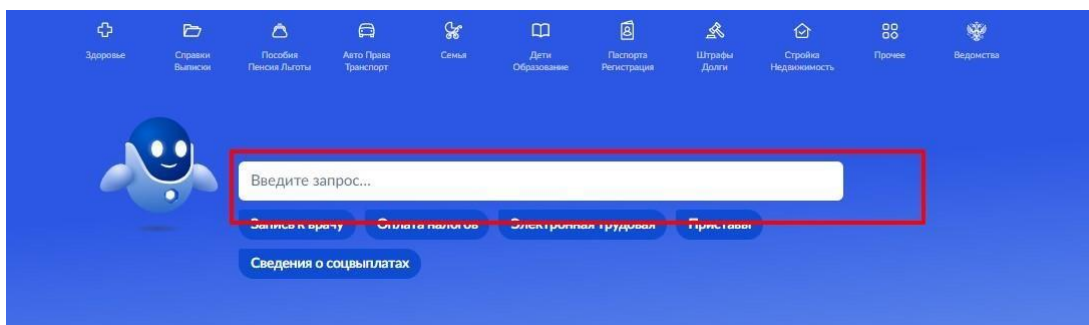 Здоровье
Справки
Выписки
Пособия
Пенсия Льготы
Авто Права
Транспорт
Семья
Дети
Образование
Паспорта
Регистрация
Штрафы
Долги
Стройка
Недвижимость
Прочее
Ведомства
Введите запрос...
Запись к врачу
Оплата налогов
Электронная трудовая
Приставы
Сведения о соцвыплатах